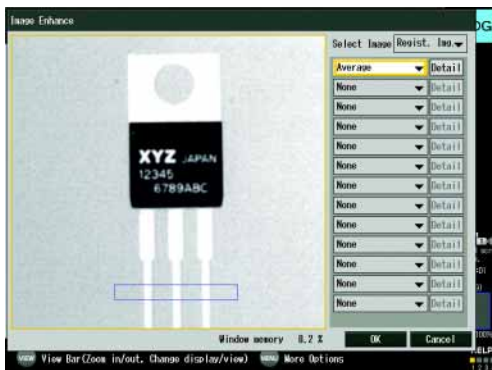 Image Enhance
Select Image Regist. Img.
Average Detail
None Detail
None Detail
None Detail
None Detail
None Detail
None Detail
None Detail
None Detail
None Detail
None Detail
None Detail
None Detail
XYZ JAPAN
12345
6789ABC
Window memory 0.2 %
OK Cancel
VIEW View Bar(Zoom in/out, Change display/view) MENU More Options